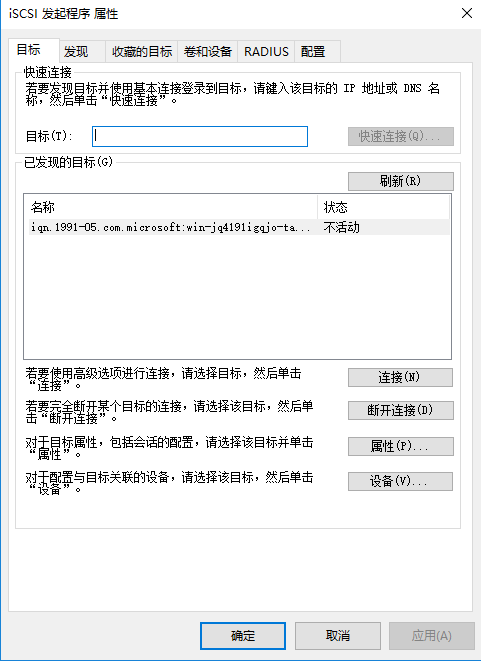 iSCSI 发起程序 属性
目标 发现 收藏的目标 卷和设备 RADIUS 配置
快速连接
若要发现目标并使用基本连接登录到目标，请键入该目标的 IP 地址或 DNS 名
称，然后单击“快速连接”。
目标(T): 快速连接(Q)...
已发现的目标(G)
刷新(R)
名称 状态
iqn.1991-05.com.microsoft:win-jq4191igqjo-ta... 不活动
若要使用高级选项进行连接，请选择目标，然后单击
“连接”。
连接(N)
若要完全断开某个目标的连接，请选择该目标，然后单
击“断开连接”。
断开连接(D)
对于目标属性，包括会话的配置，请选择该目标并单击
“属性”。
属性(P)...
对于配置与目标关联的设备，请选择该目标，然后单击
“设备”。
设备(V)...
确定 取消 应用(A)